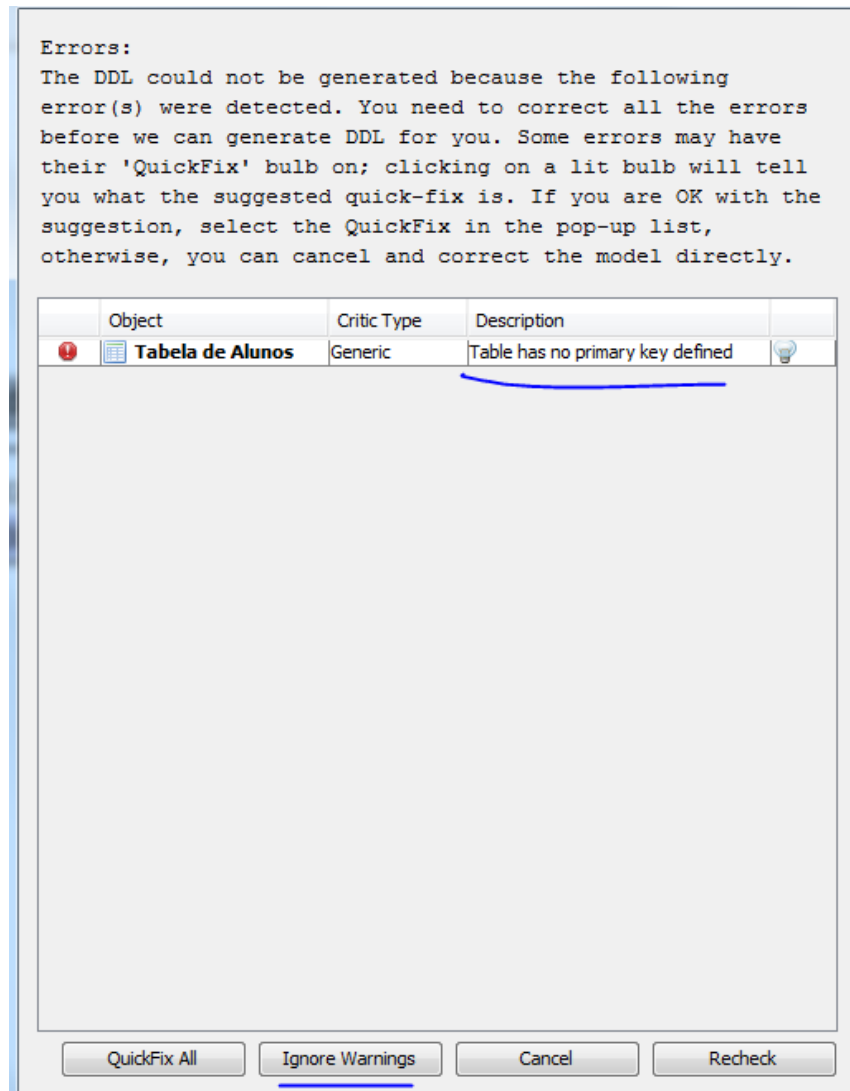 Errors:
The DDL could not be generated because the following
error(s) were detected. You need to correct all the errors
before we can generate DDL for you. Some errors may have
their 'QuickFix' bulb on; clicking on a lit bulb will tell
you what the suggested quick-fix is. If you are OK with the
suggestion, select the QuickFix in the pop-up list,
otherwise, you can cancel and correct the model directly.
Object Critic Type Description
Tabela de Alunos Generic Table has no primary key defined
QuickFix All Ignore Warnings Cancel Recheck